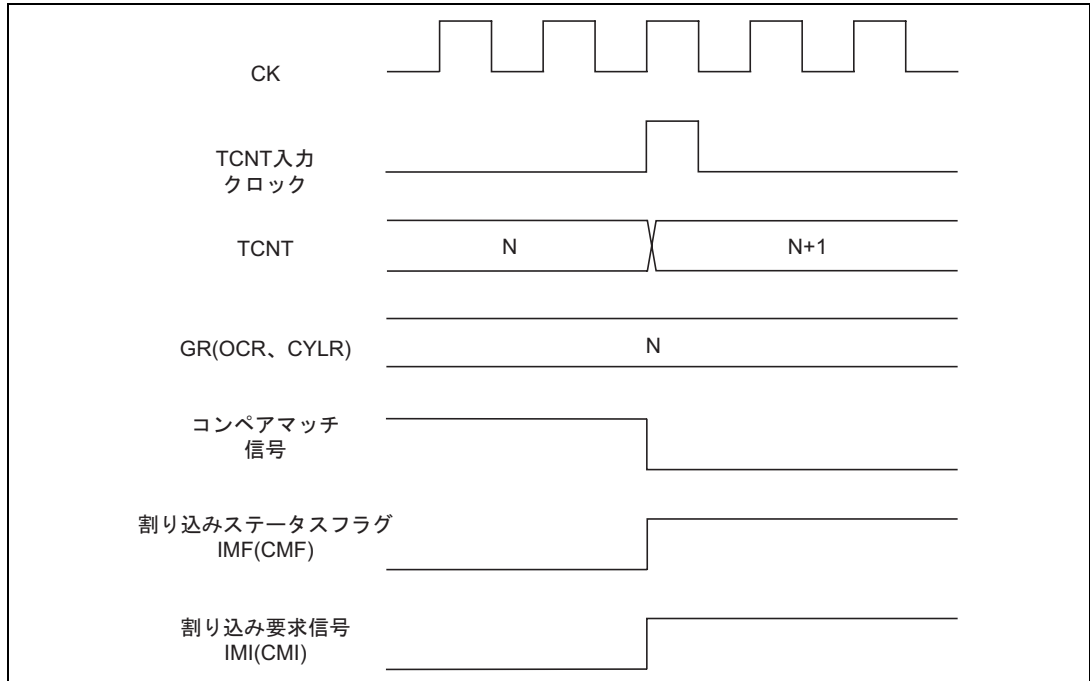 CK
TCNT入力
クロック
TCNT
N
N+1
GR(OCR、CYLR)
N
コンペアマッチ
信号
割り込みステータスフラグ
IMF(CMF)
割り込み要求信号
IMI(CMI)